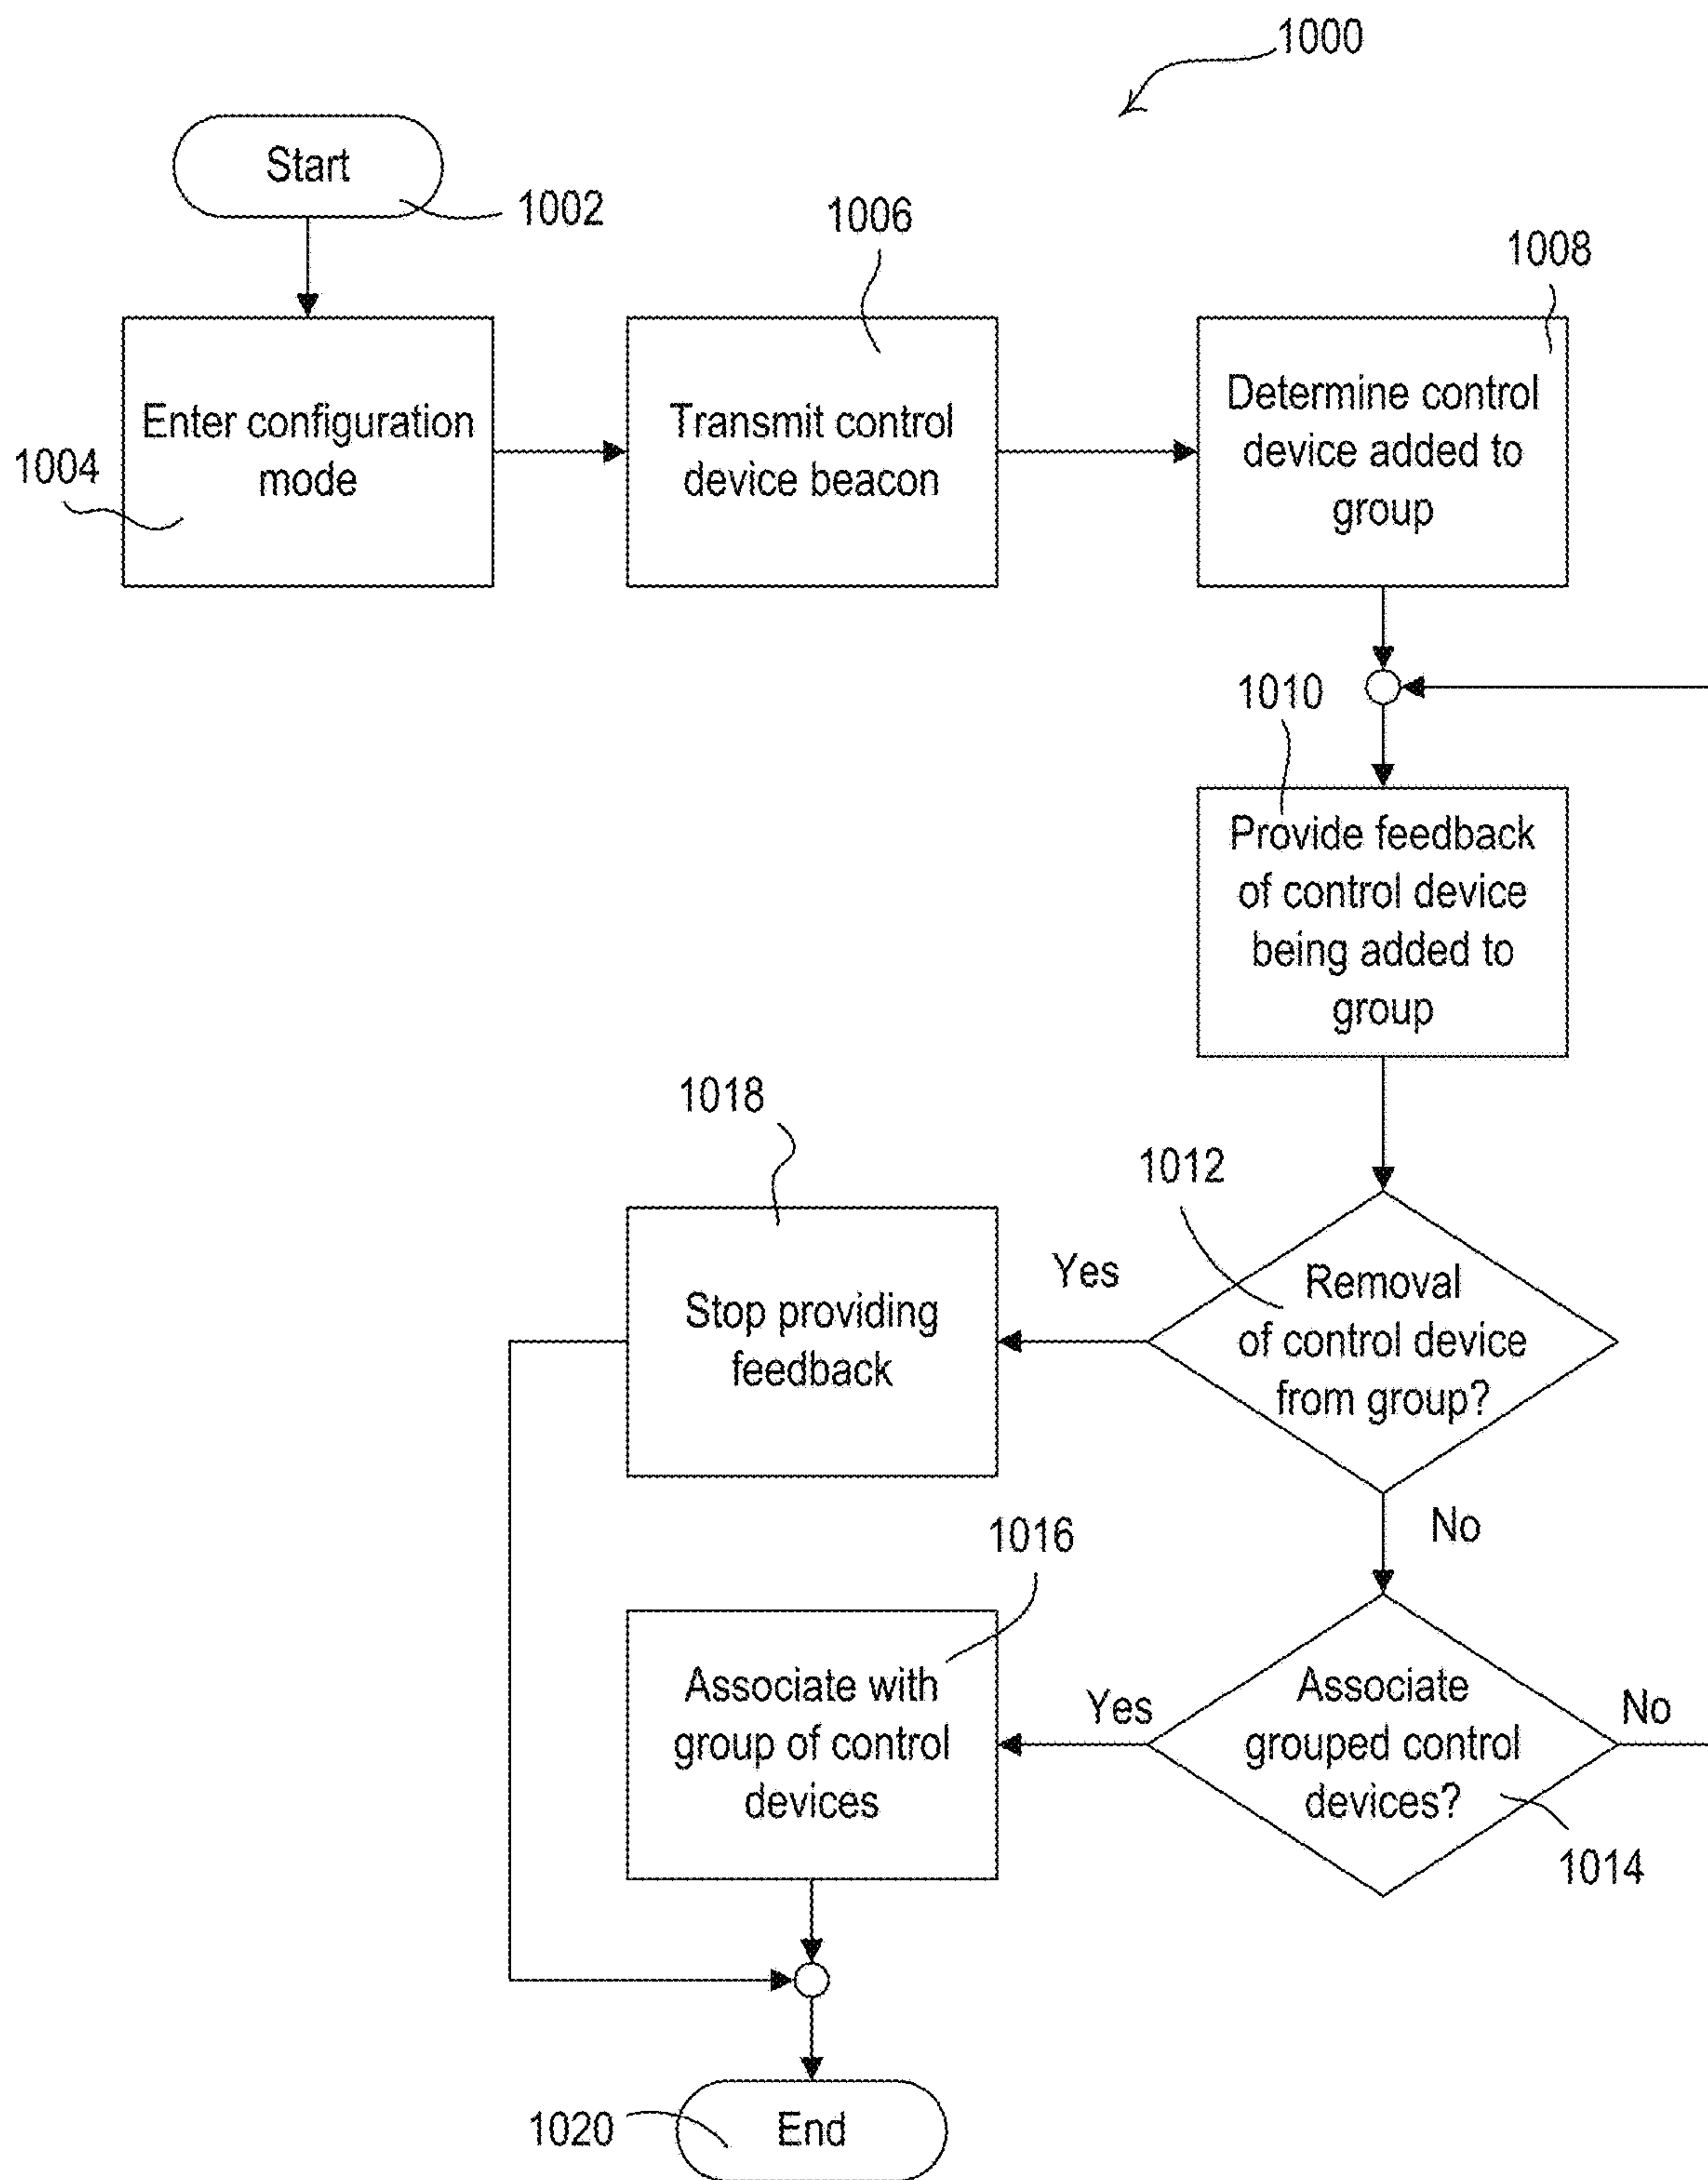 1000
Start
1002
1006
1008
Enter configuration
mode
1004
Transmit control
device beacon
Determine control
device added to
group
1010
Provide feedback
of control device
being added to
group
1018
1012
Stop providing
feedback
Yes
Removal
of control device
from group?
No
1016
Associate with
group of control
devices
Yes
Associate
grouped control
devices?
No
1014
1020
End